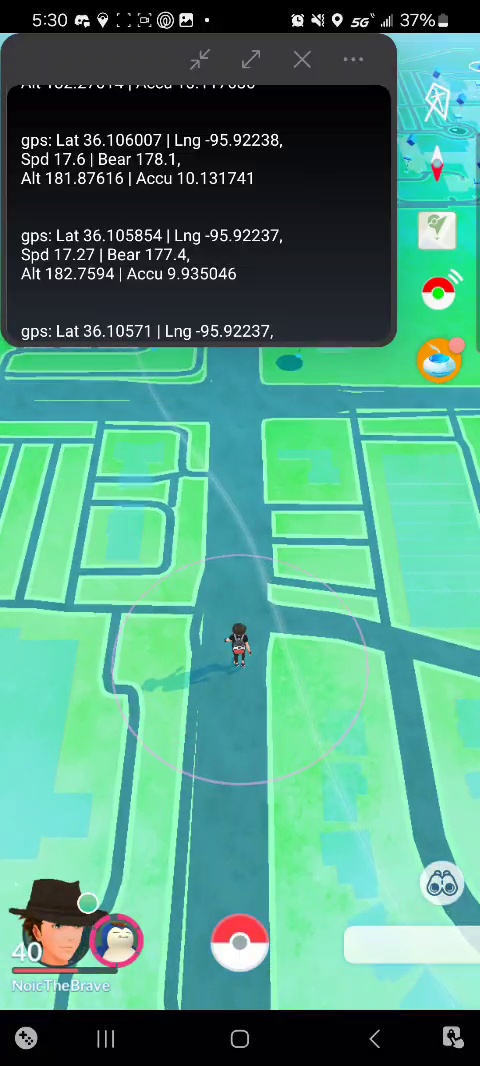 5:30
5G
37%
gps: Lat 36.106007 | Lng -95.92238,
Spd 17.6 | Bear 178.1,
Alt 181.87616 | Accu 10.131741
gps: Lat 36.105854 | Lng -95.92237,
Spd 17.27 | Bear 177.4,
Alt 182.7594 | Accu 9.935046
gps: Lat 36.10571 | Lng -95.92237,
40
NoicTheBrave